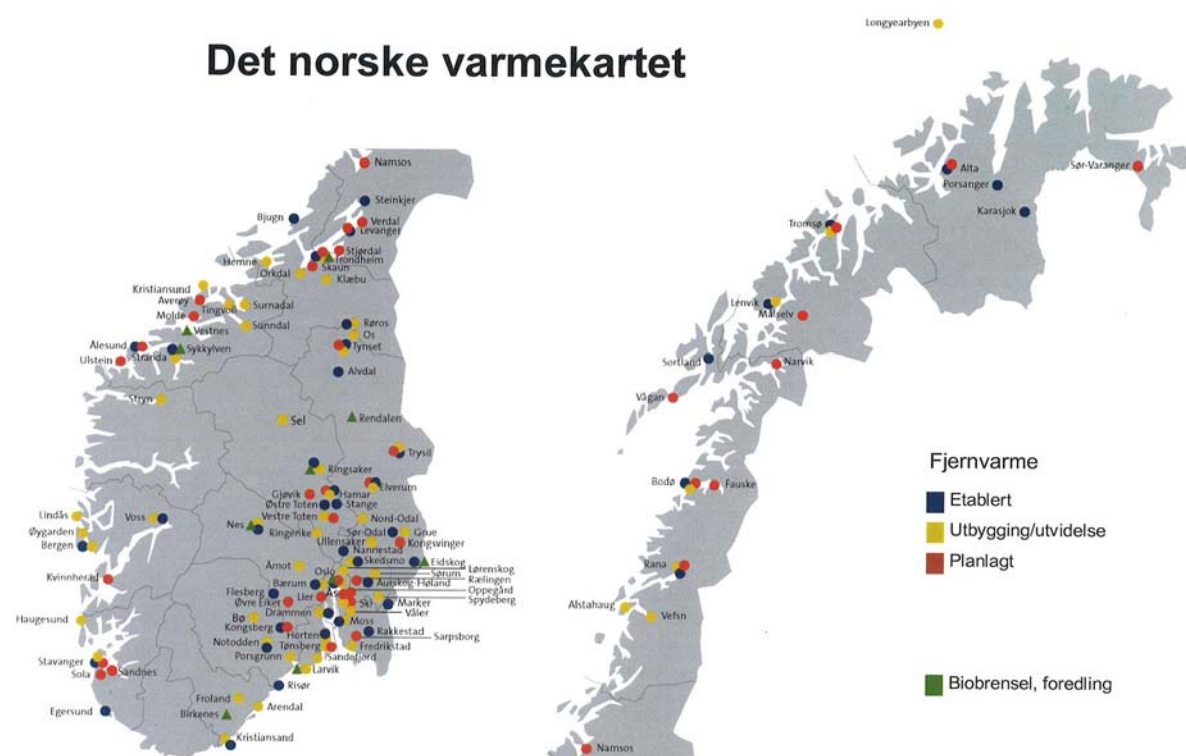 Longyearbyen
Det norske varmekartet
Namsos
Steinkjer
Bjugn
Verdal
Levanger
Stjørdal
Trondheim
Hemne
Skaun
Orkdal
Klæbu
Kristiansund
Averøy
Tingvoll
Surnadal
Molde
Sunndal
Røros
Vestnes
Os
Ålesund
Sykkylven
Tynset
Ulstein
Stranda
Alvdal
Stryn
Sel
Rendalen
Trysil
Ringsaker
Elverum
Gjøvik
Hamar
Østre Toten
Stange
Lindås
Voss
Vestre Toten
Nord-Odal
Øygarden
Nes
Ringerike
Sør-Odal
Grue
Bergen
Ullensaker
Kongsvinger
Nannestad
Skedsmo
Eidskog
Årnot
Oslo
Lørenskog
Sørum
Kvinnherad
Bærum
Rælingen
Autskog-Høland
Flesberg
Lier
Ås
Oppegård
Spydeberg
Øvre Eiker
Ski
Marker
Haugesund
Bø
Drammen
Våler
Kongsberg
Moss
Rakkestad
Horten
Sarpsborg
Notodden
Tønsberg
Fredrikstad
Porsgrunn
Sandefjord
Stavanger
Larvik
Sola
Sandnes
Risør
Froland
Arendal
Egersund
Birkenes
Kristiansand
Alta
Sør-Varanger
Porsanger
Karasjok
Tromsø
Lenvik
Målselv
Sortland
Narvik
Vågan
Bodø
Fauske
Rana
Alstahaug
Vefsn
Namsos
Fjernvarme
Etablert
Utbygging/utvidelse
Planlagt
Biobrensel, foredling